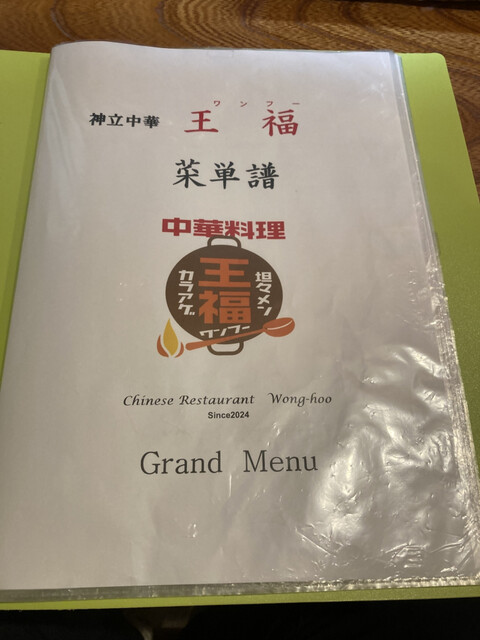 ワンフー
神立中華 王福
菜単譜
中華料理
カラアゲ
王福
坦々メン
ワンフー
Chinese Restaurant Wong-hoo
Since2024
Grand Menu